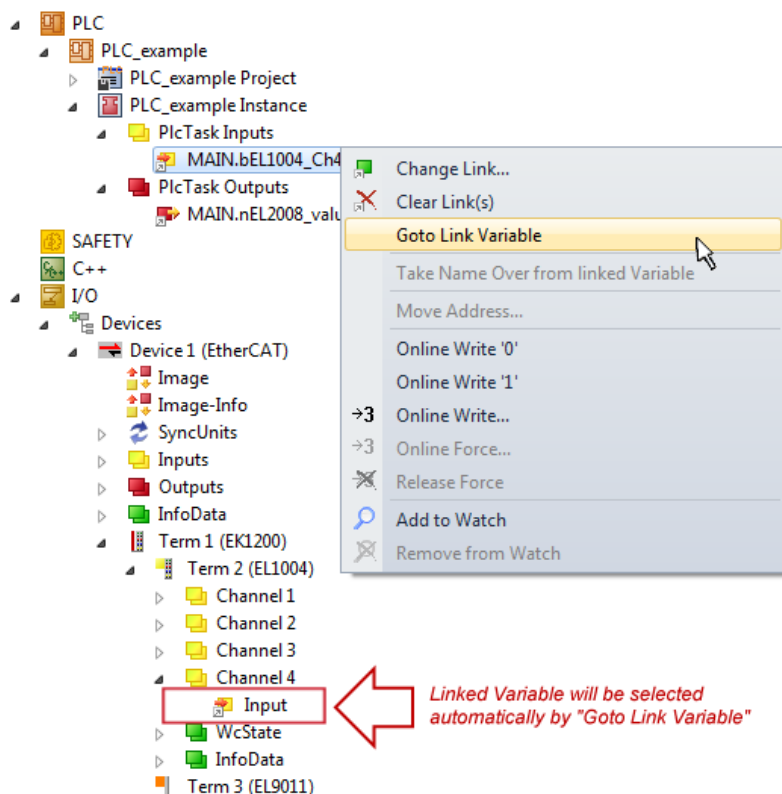 PLC
PLC_example
PLC_example Project
PLC_example Instance
PlcTask Inputs
MAIN.bEL1004_Ch4
PlcTask Outputs
MAIN.nEL2008_valu
SAFETY
C++
I/O
Devices
Device 1 (EtherCAT)
Image
Image-Info
SyncUnits
Inputs
Outputs
InfoData
Term 1 (EK1200)
Term 2 (EL1004)
Channel 1
Channel 2
Channel 3
Channel 4
Input
WcState
InfoData
Term 3 (EL9011)
Change Link...
Clear Link(s)
Goto Link Variable
Take Name Over from linked Variable
Move Address...
Online Write '0'
Online Write '1'
→3 Online Write...
→3 Online Force...
Release Force
Add to Watch
Remove from Watch
Linked Variable will be selected
automatically by "Goto Link Variable"